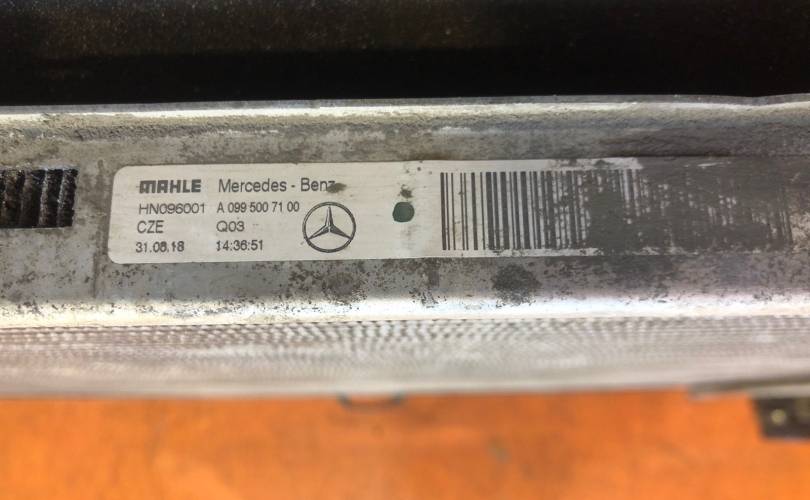 MAHLE Mercedes-Benz
HN096001 A 099 500 71 00
CZE Q03
31.08.18 14:36:51